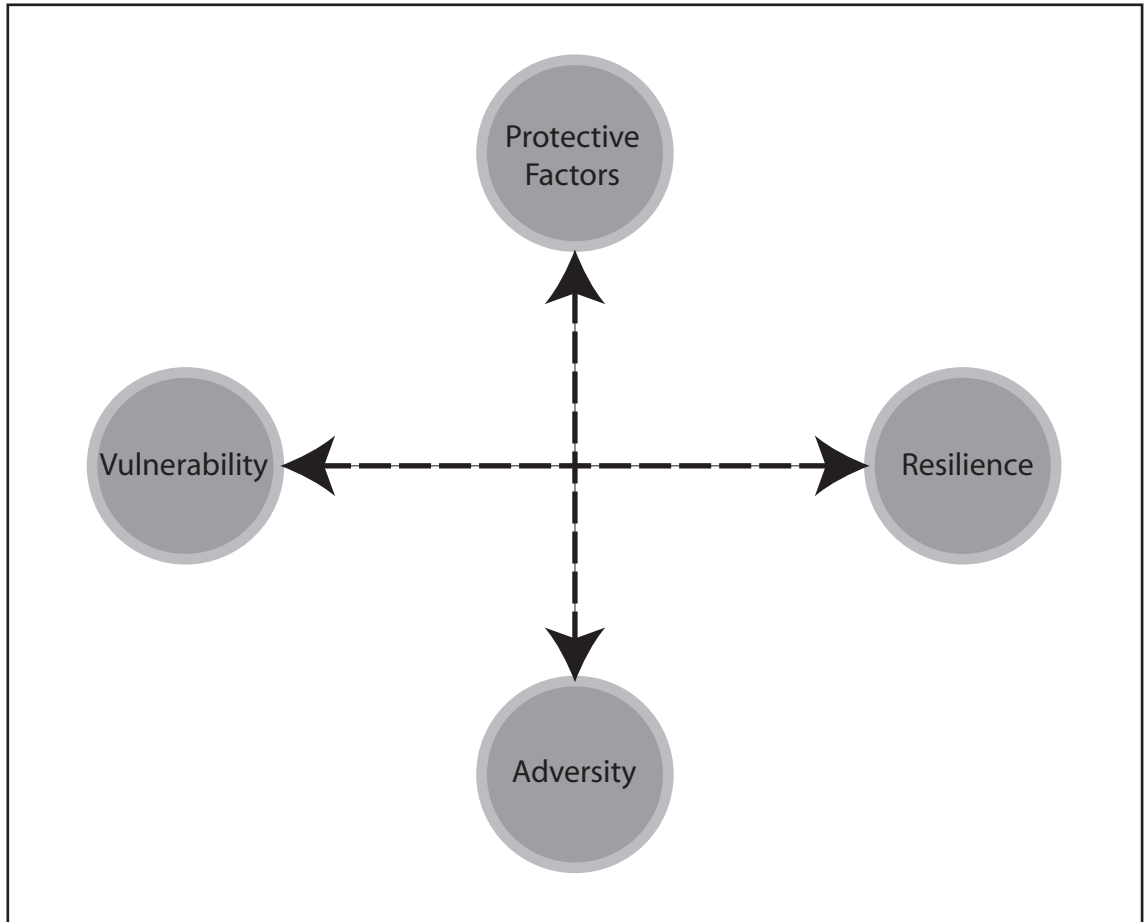 Protective
Factors
Vulnerability
Resilience
Adversity